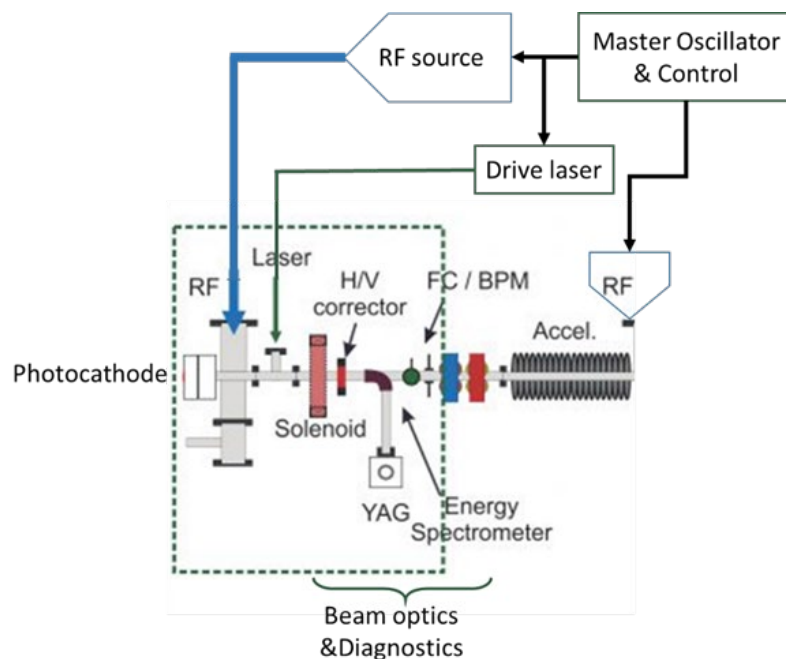 RF source
Master Oscillator
& Control
Drive laser
Laser
RF
H/V
corrector
FC / BPM
RF
Accel.
Photocathode
Solenoid
YAG
Energy
Spectrometer
Beam optics
&Diagnostics